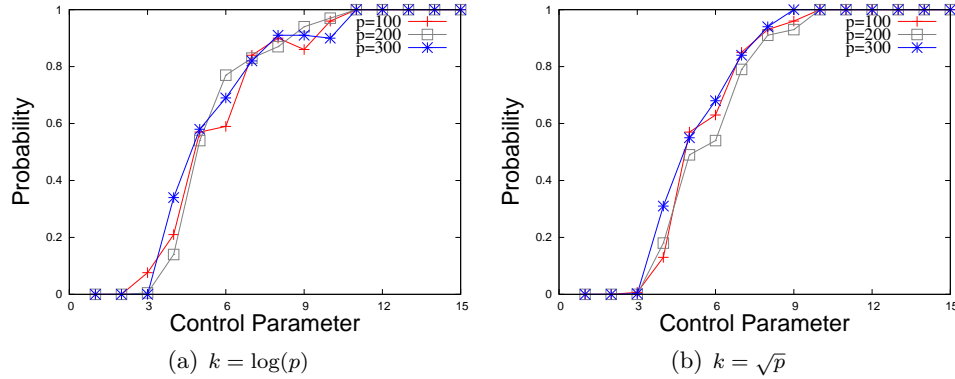 1
0.8
0.6
0.4
0.2
0
0 3 6 9 12 15
Probability
Control Parameter
p=100
p=200
p=300
(a) k = log(p)
1
0.8
0.6
0.4
0.2
0
0 3 6 9 12 15
Probability
Control Parameter
p=100
p=200
p=300
(b) k = √p